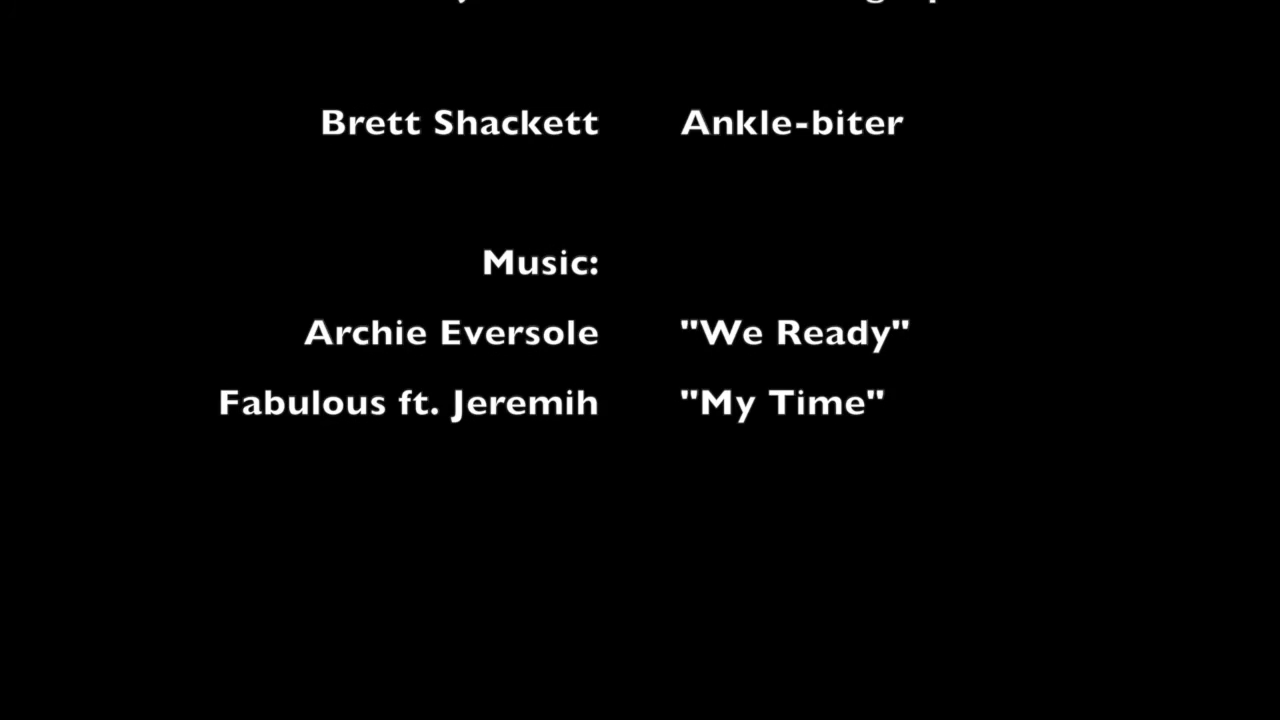 Brett Shackett Ankle-biter
Music:
Archie Eversole "We Ready"
Fabulous ft. Jeremih "My Time"